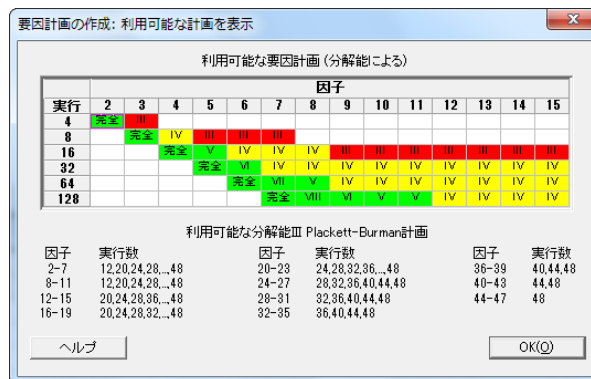 要因計画の作成: 利用可能な計画を表示
利用可能な要因計画 (分解能による)
因子
実行 2 3 4 5 6 7 8 9 10 11 12 13 14 15
4 完全 III
8 完全 IV III III III
16 完全 V IV IV IV III III III III III III III
32 完全 VI IV IV IV IV IV IV IV IV IV
64 完全 VII V IV IV IV IV IV IV IV
128 完全 VIII VI V V IV IV IV IV
利用可能な分解能III Plackett-Burman計画
因子 実行数 因子 実行数 因子 実行数
2-7 12,20,24,28,..,48 20-23 24,28,32,36,..,48 36-39 40,44,48
8-11 12,20,24,28,..,48 24-27 28,32,36,40,44,48 40-43 44,48
12-15 20,24,28,36,..,48 28-31 32,36,40,44,48 44-47 48
16-19 20,24,28,32,..,48 32-35 36,40,44,48
ヘルプ OK(O)